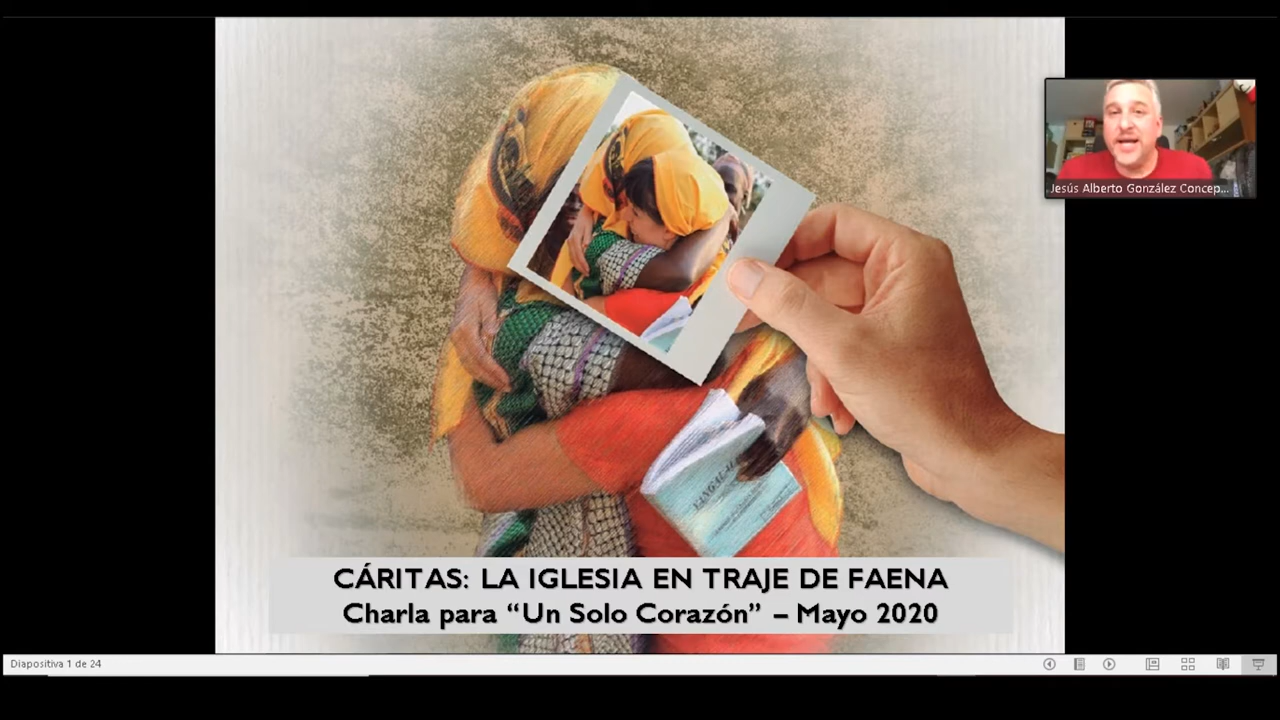 Jesús Alberto González Concep...
CÁRITAS: LA IGLESIA EN TRAJE DE FAENA
Charla para “Un Solo Corazón” – Mayo 2020
Diapositiva 1 de 24